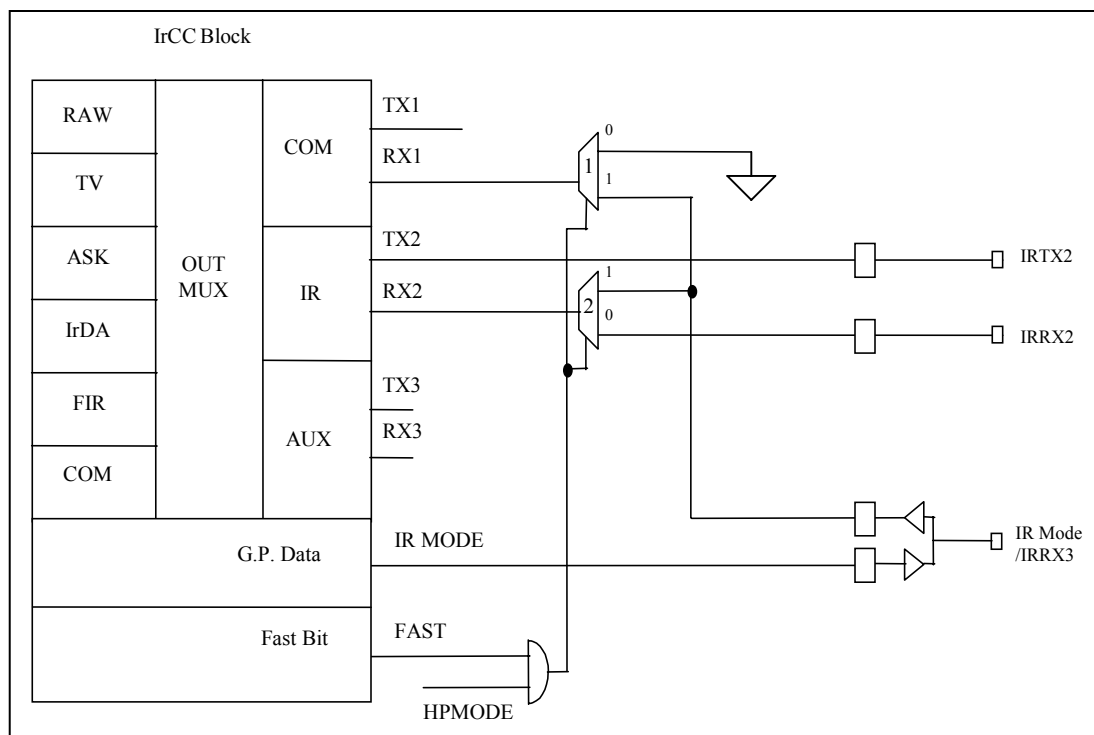 IrCC Block
RAW
TV
ASK
IrDA
FIR
COM
OUT
MUX
COM
IR
AUX
G.P. Data
Fast Bit
TX1
RX1
TX2
RX2
TX3
RX3
IR MODE
FAST
HPMODE
1
0
1
2
1
0
IRTX2
IRRX2
IR Mode
/IRRX3